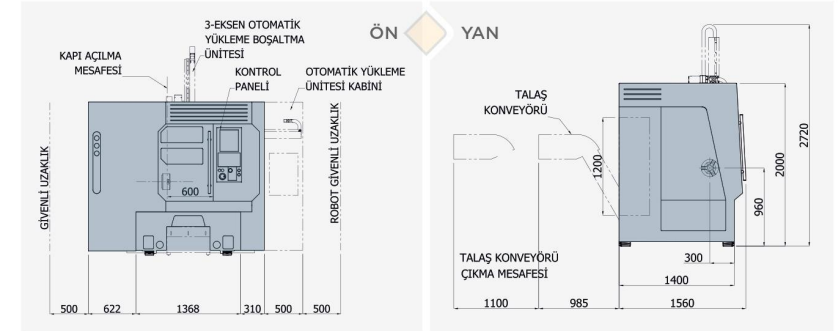 ÖN
YAN
3-EKSEN OTOMATİK
YÜKLEME BOŞALTMA
ÜNİTESİ
KAPI AÇILMA
MESAFESİ
KONTROL
PANELİ
OTOMATİK YÜKLEME
ÜNİTESİ KABİNİ
GİVENLİ UZAKLIK
ROBOT GİVENLİ UZAKLIK
600
500
622
1368
310
500
500
TALAŞ
KONVEYÖRÜ
1200
2720
2000
960
TALAŞ KONVEYÖRÜ
ÇIKMA MESAFESİ
300
1400
1100
985
1560